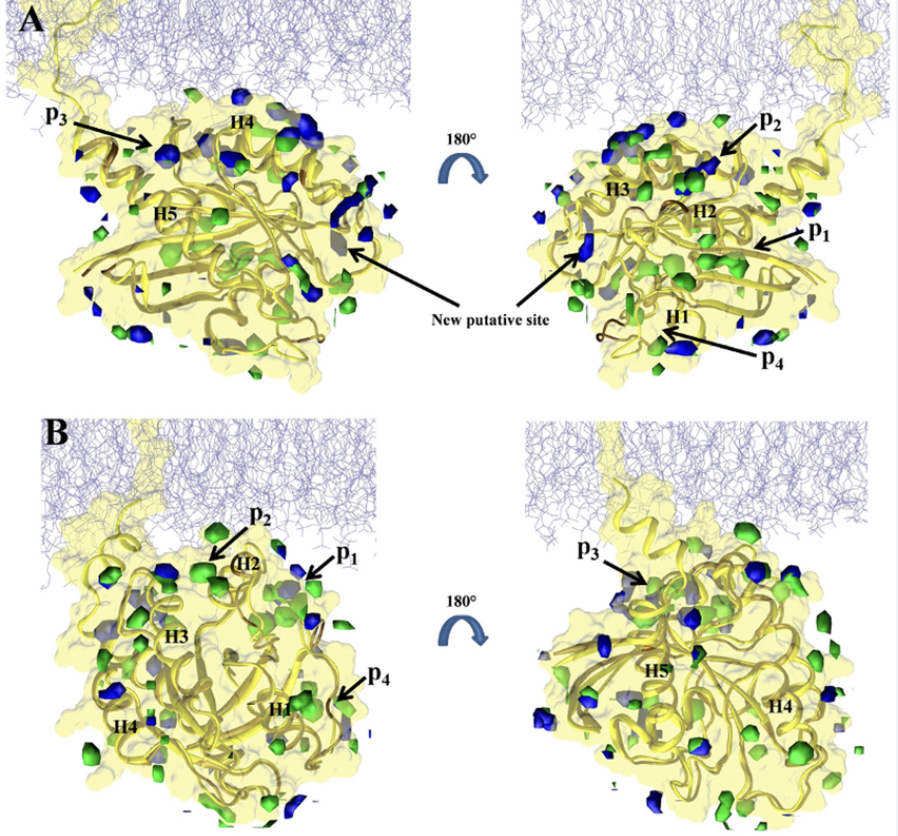 A
p3
H4
H5
180°
p2
H3
H2
p1
New putative site
H1
p4
B
p2
H2
p1
H3
p4
H1
H4
180°
p3
H5
H4